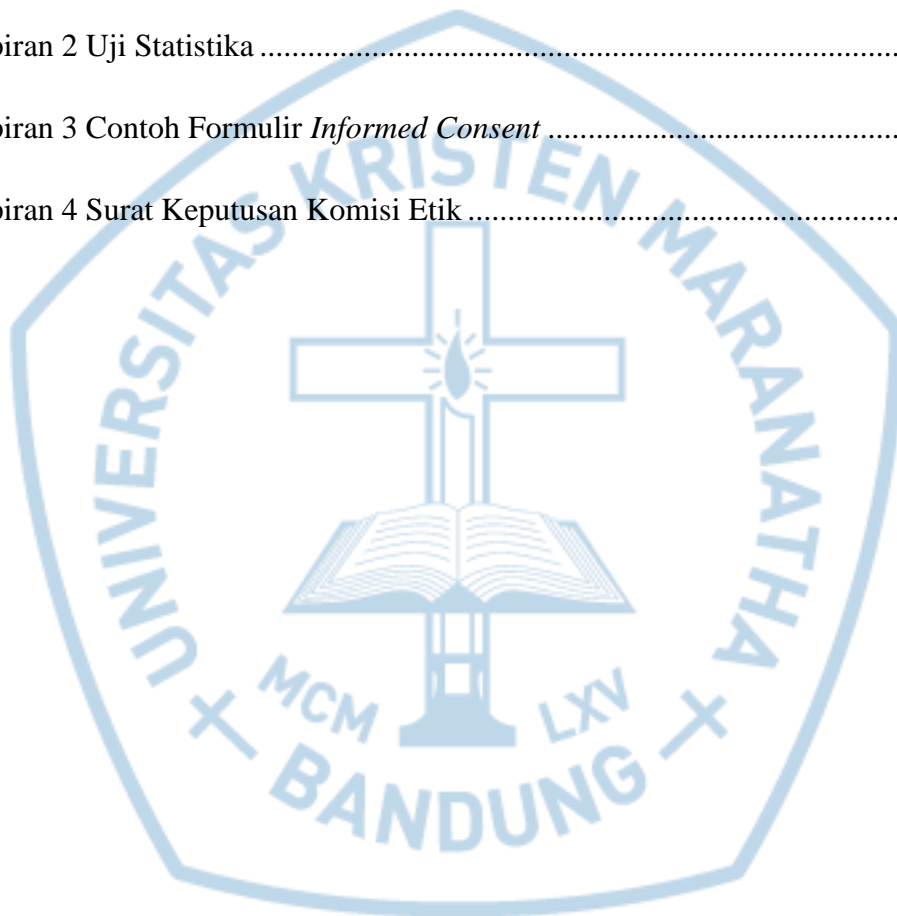 piran 2 Uji Statistika ................................................................................
piran 3 Contoh Formulir Informed Consent ............................................
piran 4 Surat Keputusan Komisi Etik ......................................................
UNIVERSITAS KRISTEN MARANATHA
MCM LXV
BANDUNG